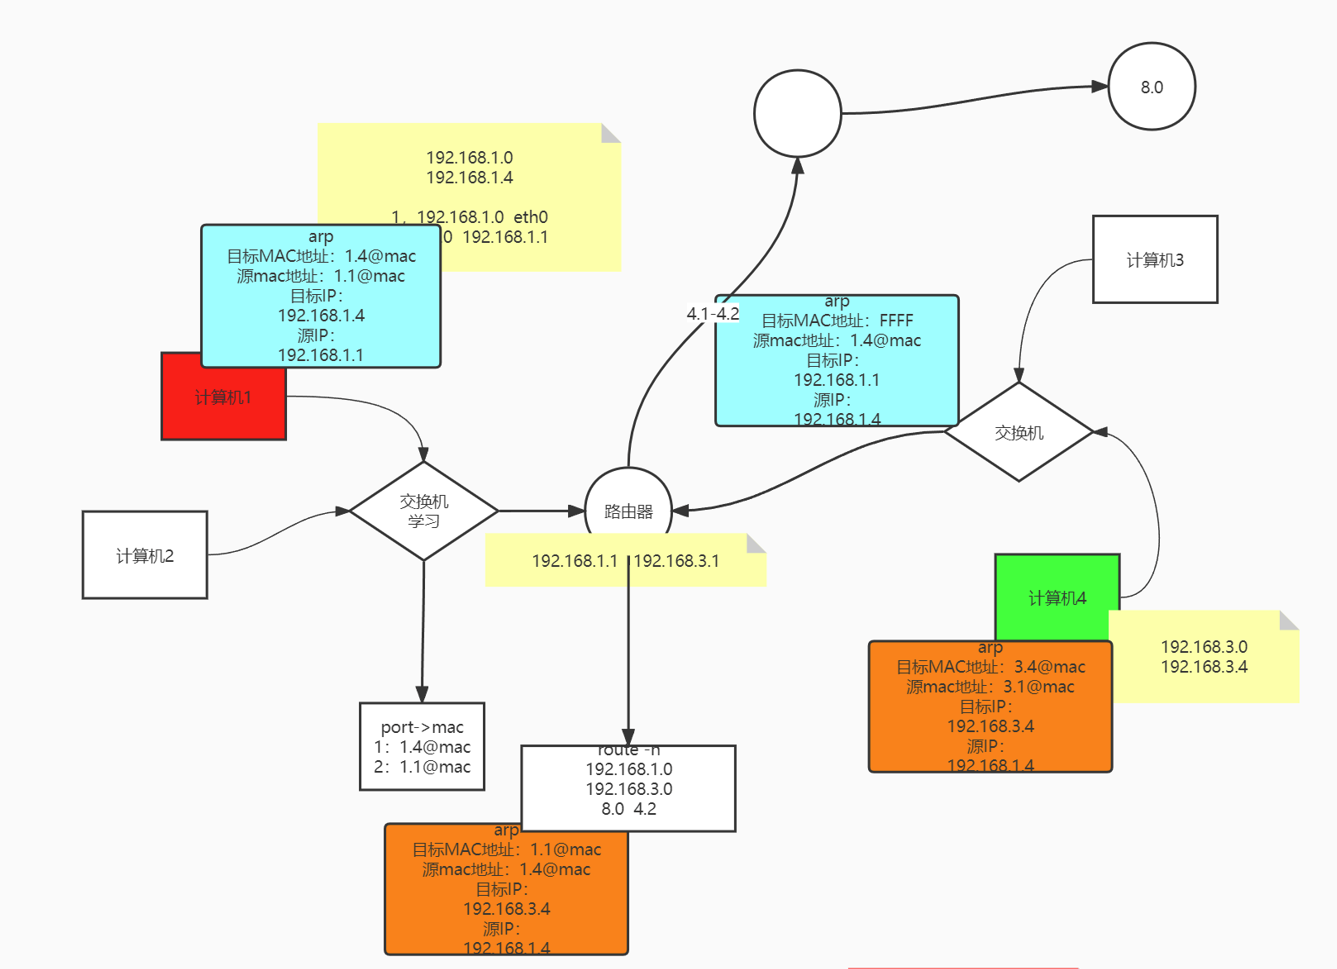 8.0
192.168.1.0
192.168.1.4
1，192.168.1.0  eth0
0  192.168.1.1
arp
目标MAC地址：1.4@mac
源mac地址：1.1@mac
目标IP：
192.168.1.4
源IP：
192.168.1.1
计算机1
计算机3
4.1-4.2
arp
目标MAC地址：FFFF
源mac地址：1.4@mac
目标IP：
192.168.1.1
源IP：
192.168.1.4
交换机
交换机
学习
路由器
192.168.1.1
192.168.3.1
计算机2
计算机4
192.168.3.0
192.168.3.4
arp
目标MAC地址：3.4@mac
源mac地址：3.1@mac
目标IP：
192.168.3.4
源IP：
192.168.1.4
port->mac
1：1.4@mac
2：1.1@mac
route -n
192.168.1.0
192.168.3.0
8.0  4.2
arp
目标MAC地址：1.1@mac
源mac地址：1.4@mac
目标IP：
192.168.3.4
源IP：
192.168.1.4